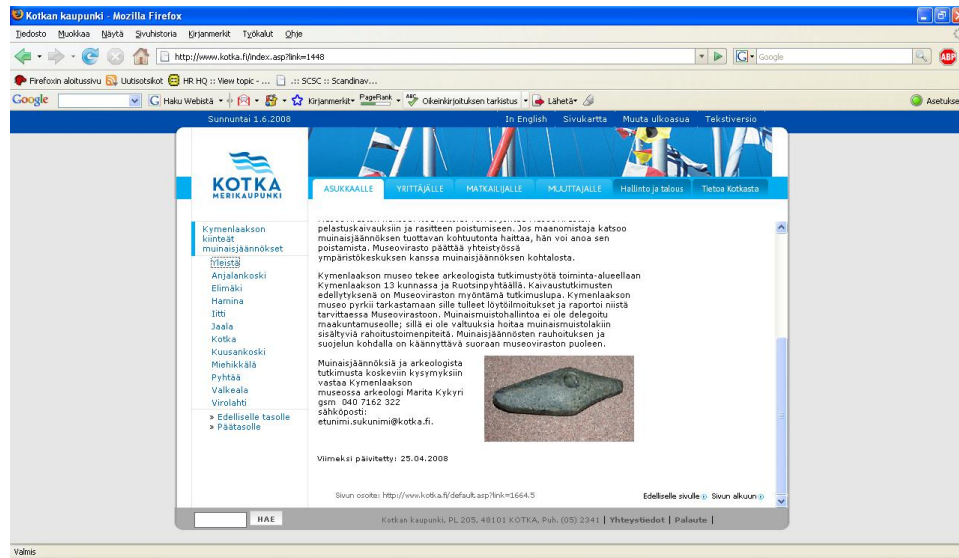 Kotkan kaupunki - Mozilla Firefox
Tiedosto Muokkaa Näytä Sivuhistoria Kirjanmerkit Työkalut Ohje
http://www.kotka.fi/index.asp?link=1448
Google
ABP
Firefoxin aloitussivu Uutisotsikot HR HQ :: View topic - ... .:: SCSC :: Scandinav...
Google Haku Webistä Kirjanmerkit PageRank Oikeinkirjoituksen tarkistus Lähetä Asetukse
Sunnuntai 1.6.2008 In English Sivukartta Muuta ulkoasua Tekstiversio
KOTKA
MERIKAUPUNKI
ASUKKAALLE YRITTÄJÄLLE MATKAILIJALLE MUUTTAJALLE Hallinto ja talous Tietoa Kotkasta
Kymenlaakson
kiinteät
muinaisjäännökset
Yleistä
Anjalankoski
Elimäki
Hamina
Iitti
Jaala
Kotka
Kuusankoski
Miehikkälä
Pyhtää
Valkeala
Virolahti
» Edelliselle tasolle
» Päätasolle
pelastuskaivauksiin ja rasitteen poistumiseen. Jos maanomistaja katsoo
muinaisjäännöksen tuottavan kohtuutonta haittaa, hän voi anoa sen
poistamista. Museovirasto päättää yhteistyössä
ympäristökeskuksen kanssa muinaisjäännöksen kohtalosta.
Kymenlaakson museo tekee arkeologista tutkimustyötä toiminta-alueellaan
Kymenlaakson 13 kunnassa ja Ruotsinpyhtäällä. Kaivaustutkimusten
edellytyksenä on Museoviraston myöntämä tutkimuslupa. Kymenlaakson
museo pyrkii tarkastamaan sille tulleet löytöilmoitukset ja raportoi niistä
tarvittaessa Museovirastoon. Muinaismuistohallintoa ei ole delegoitu
maakuntamuseolle; sillä ei ole valtuuksia hoitaa muinaismuistolakiin
sisältyviä rahoitustoimenpiteitä. Muinaisjäännösten rauhoituksen ja
suojelun kohdalla on käännyttävä suoraan museoviraston puoleen.
Muinaisjäännöksiä ja arkeologista
tutkimusta koskeviin kysymyksiin
vastaa Kymenlaakson
museossa arkeologi Marita Kykyri
gsm 040 7162 322
sähköposti:
etunimi.sukunimi@kotka.fi.
Viimeksi päivitetty: 25.04.2008
Sivun osoite: http://www.kotka.fi/default.asp?link=1664.5 Edelliselle sivulle Sivun alkuun
HAE Kotkan kaupunki, PL 205, 48101 KOTKA, Puh. (05) 2341 | Yhteystiedot | Palaute |
Valmis